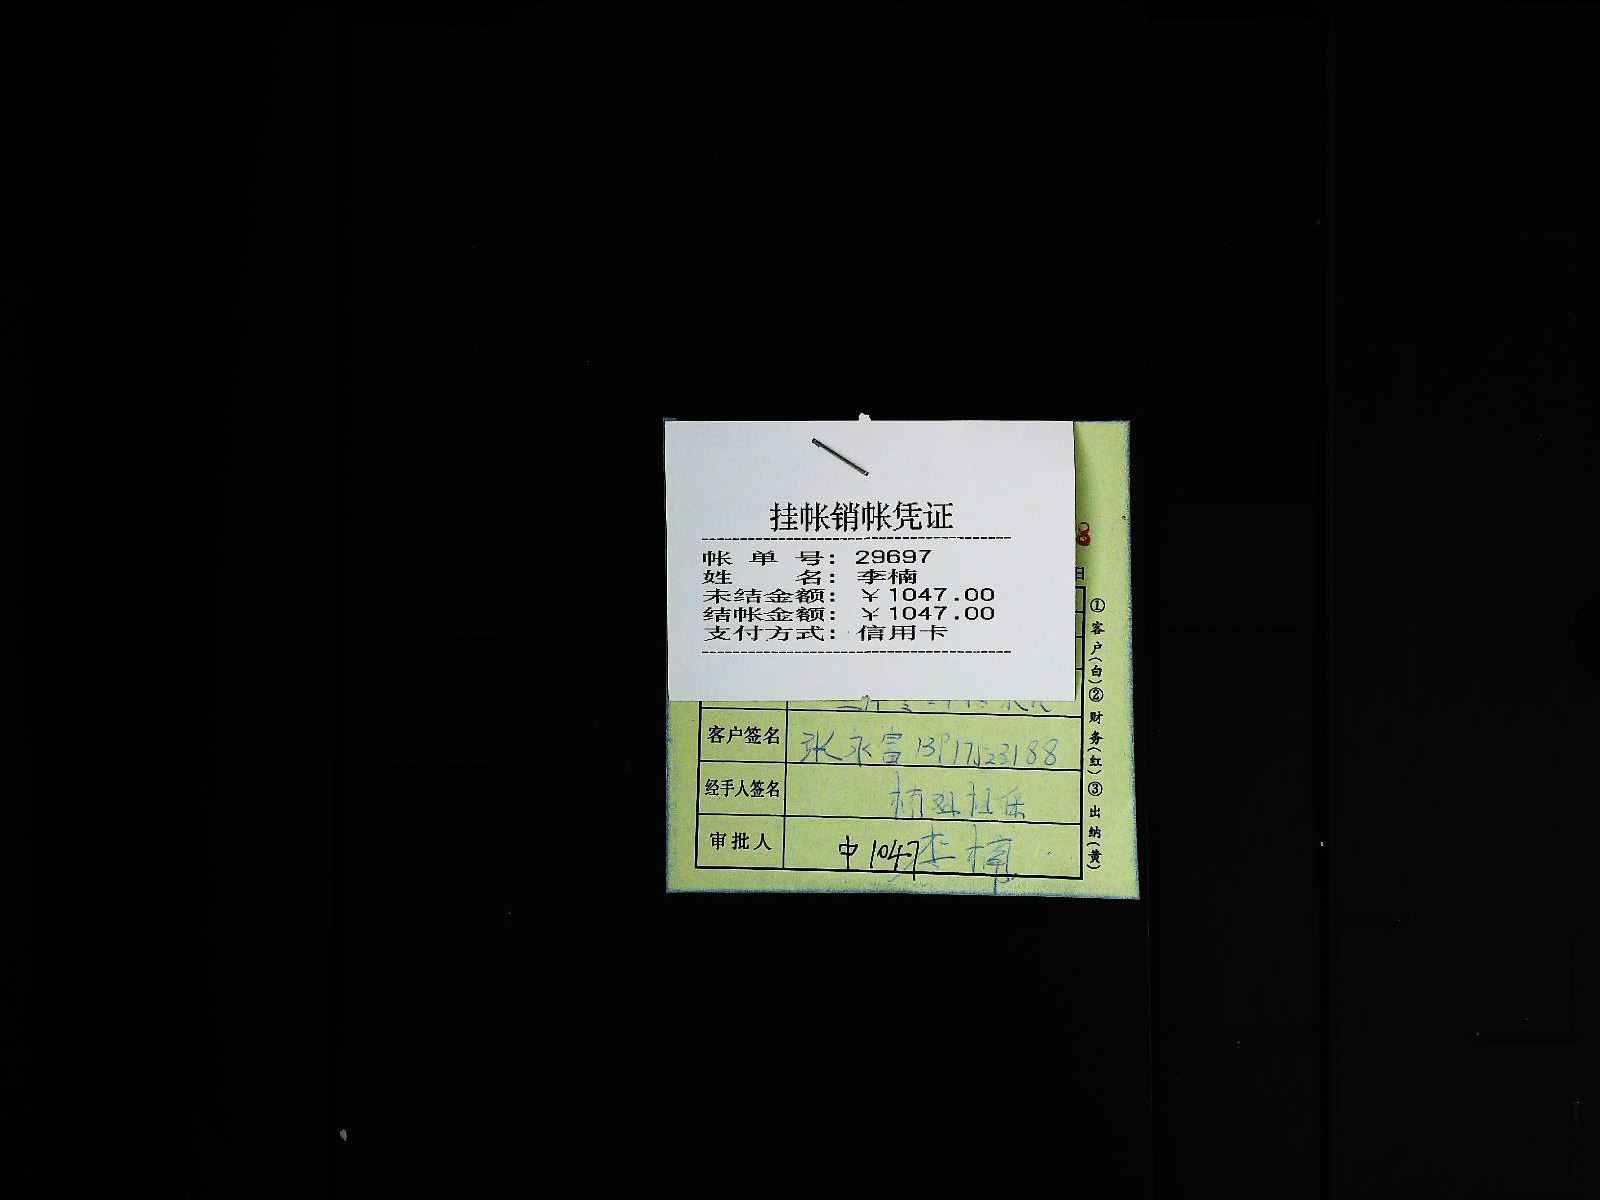 挂帐销帐凭证
帐单号: 29697
姓名: 李楠
未结金额: ￥1047.00
结帐金额: ￥1047.00
支付方式: 信用卡
日
客户签名 张永富
经手人签名
审批人 中1047 李楠
①客户(白)②财务(红)③出纳(黄)